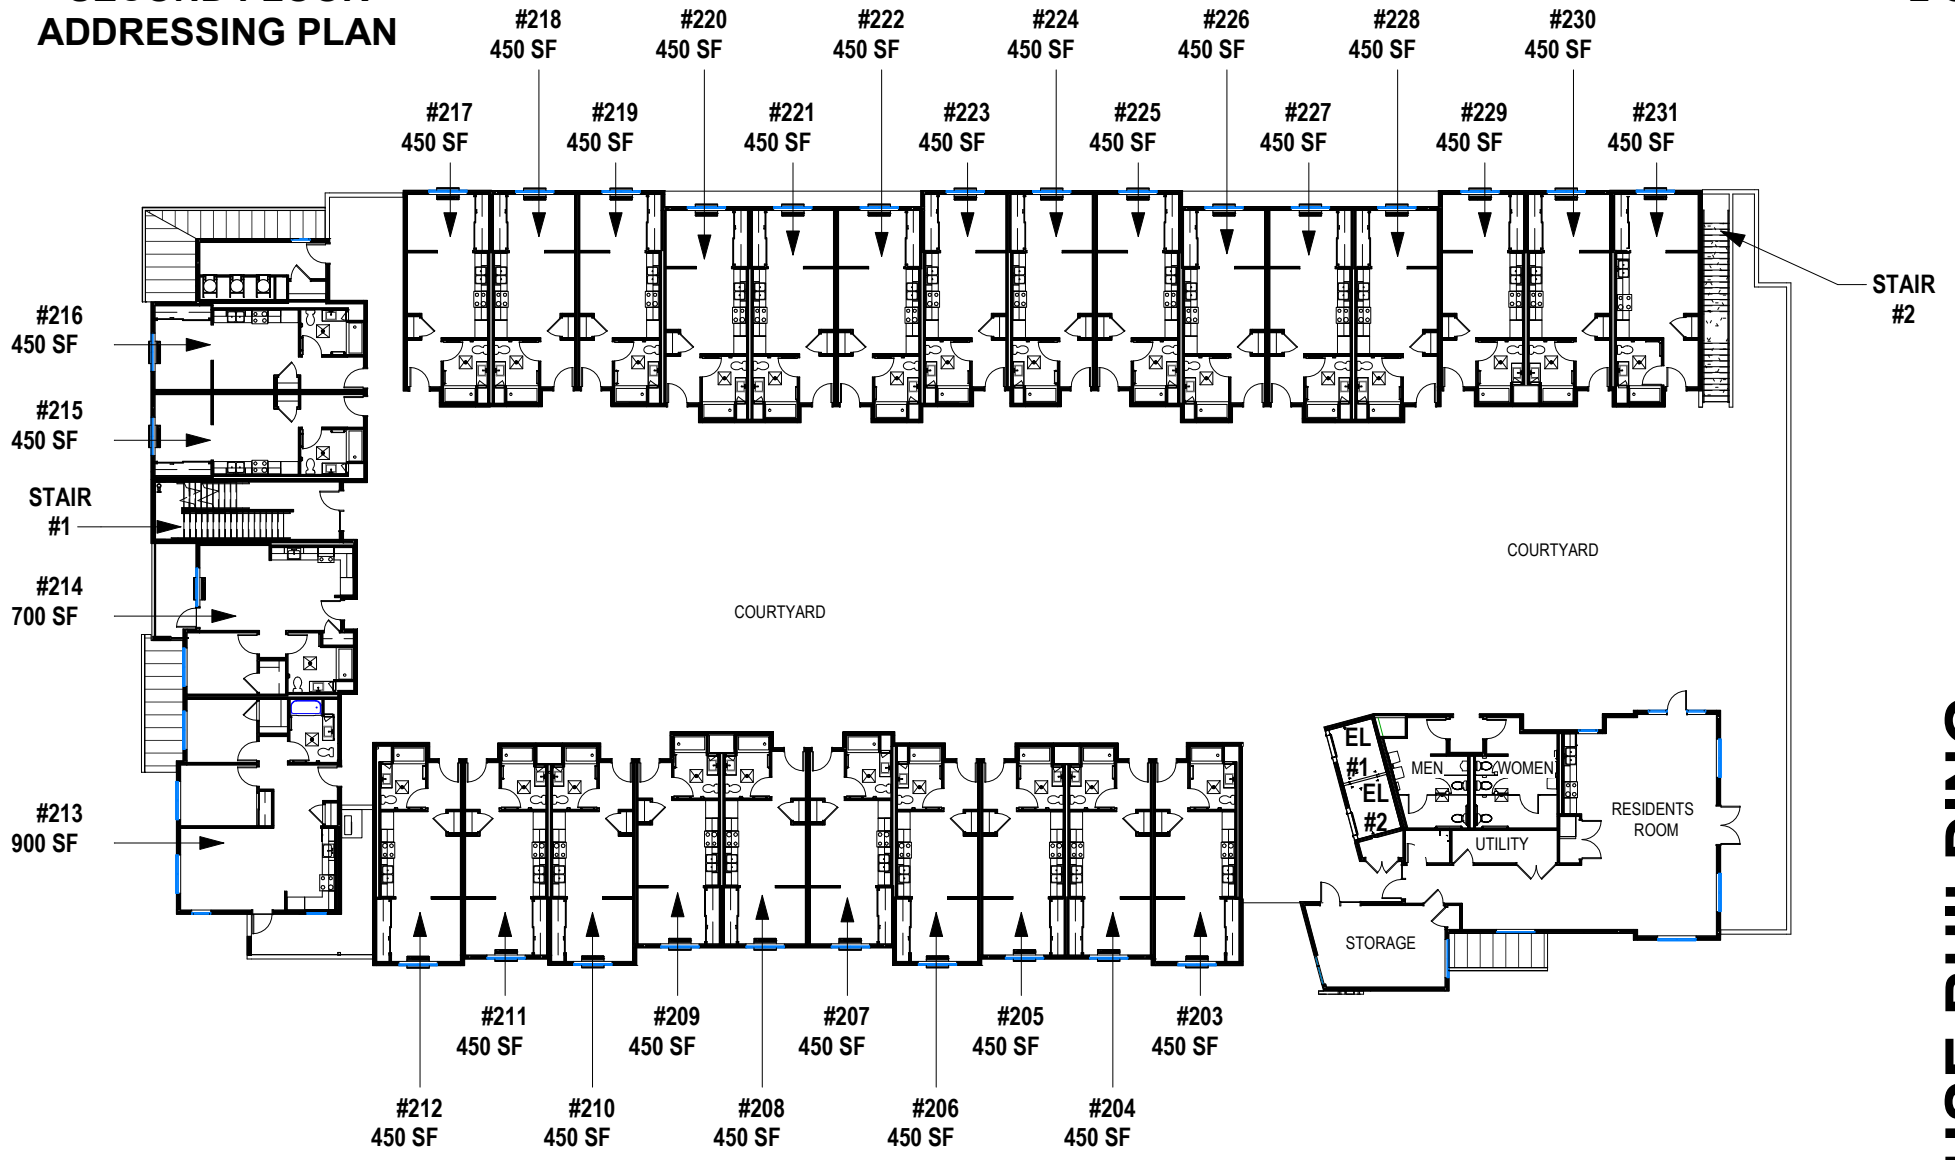 ADDRESSING PLAN
#218
450 SF
#220
450 SF
#222
450 SF
#224
450 SF
#226
450 SF
#228
450 SF
#230
450 SF
#217
450 SF
#219
450 SF
#221
450 SF
#223
450 SF
#225
450 SF
#227
450 SF
#229
450 SF
#231
450 SF
STAIR
#2
#216
450 SF
#215
450 SF
STAIR
#1
#214
700 SF
#213
900 SF
COURTYARD
COURTYARD
EL
#1
EL
#2
MEN
WOMEN
RESIDENTS
ROOM
UTILITY
STORAGE
#211
450 SF
#209
450 SF
#207
450 SF
#205
450 SF
#203
450 SF
#212
450 SF
#210
450 SF
#208
450 SF
#206
450 SF
#204
450 SF